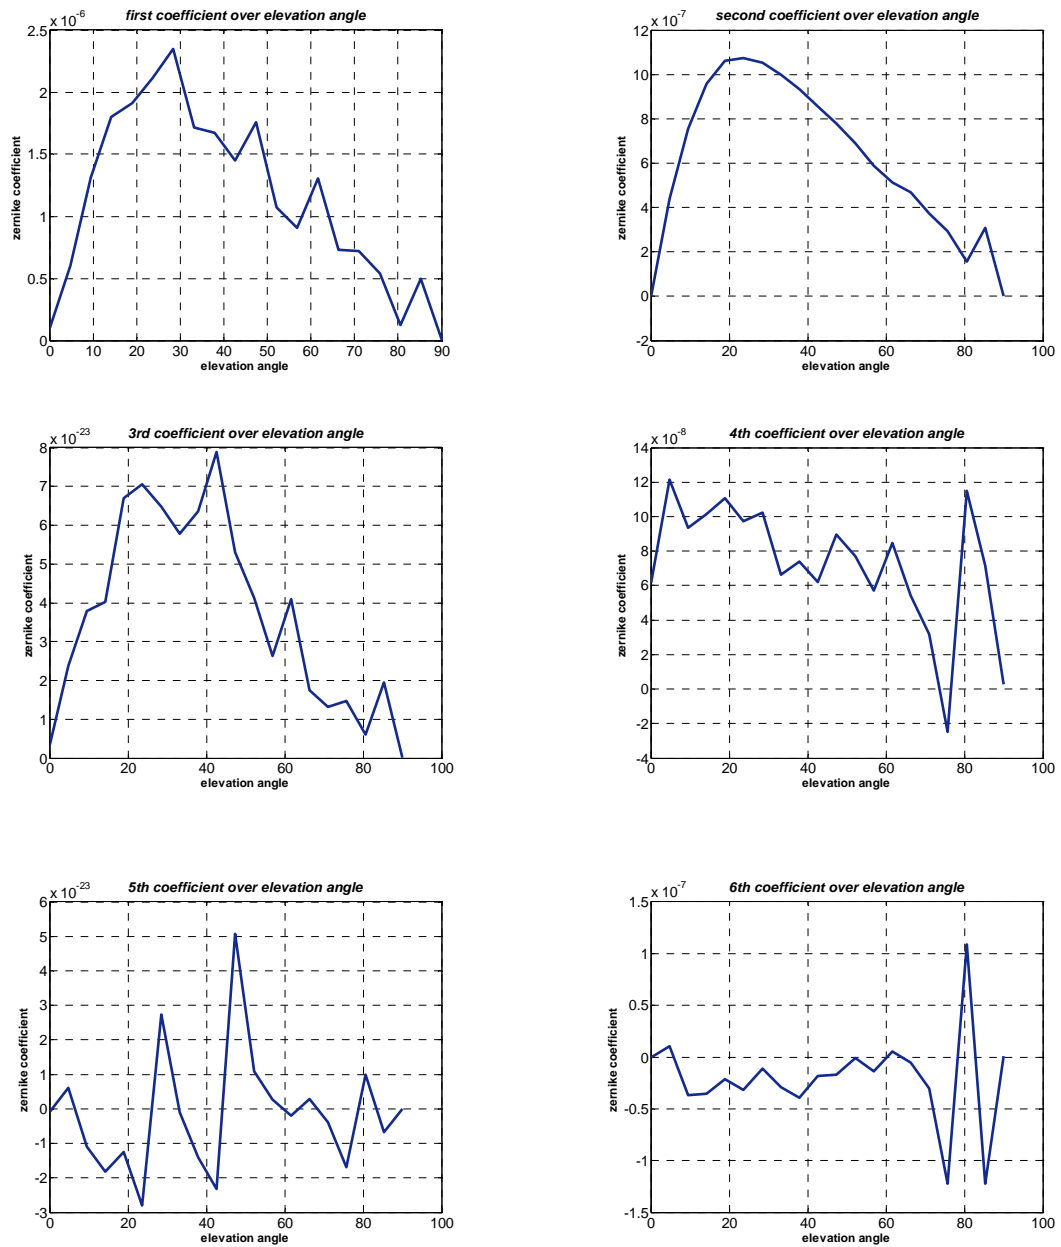 first coefficient over elevation angle
x 10-6
2.5
2
1.5
1
0.5
0
zernike coefficient
0 10 20 30 40 50 60 70 80 90
elevation angle
second coefficient over elevation angle
x 10-7
12
10
8
6
4
2
0
-2
zernike coefficient
0 20 40 60 80 100
elevation angle
3rd coefficient over elevation angle
x 10-23
8
7
6
5
4
3
2
1
0
zernike coefficient
0 20 40 60 80 100
elevation angle
4th coefficient over elevation angle
x 10-8
14
12
10
8
6
4
2
0
-2
-4
zernike coefficient
0 20 40 60 80 100
elevation angle
5th coefficient over elevation angle
x 10-23
6
5
4
3
2
1
0
-1
-2
-3
zernike coefficient
0 20 40 60 80 100
elevation angle
6th coefficient over elevation angle
x 10-7
1.5
1
0.5
0
-0.5
-1
-1.5
zernike coefficient
0 20 40 60 80 100
elevation angle